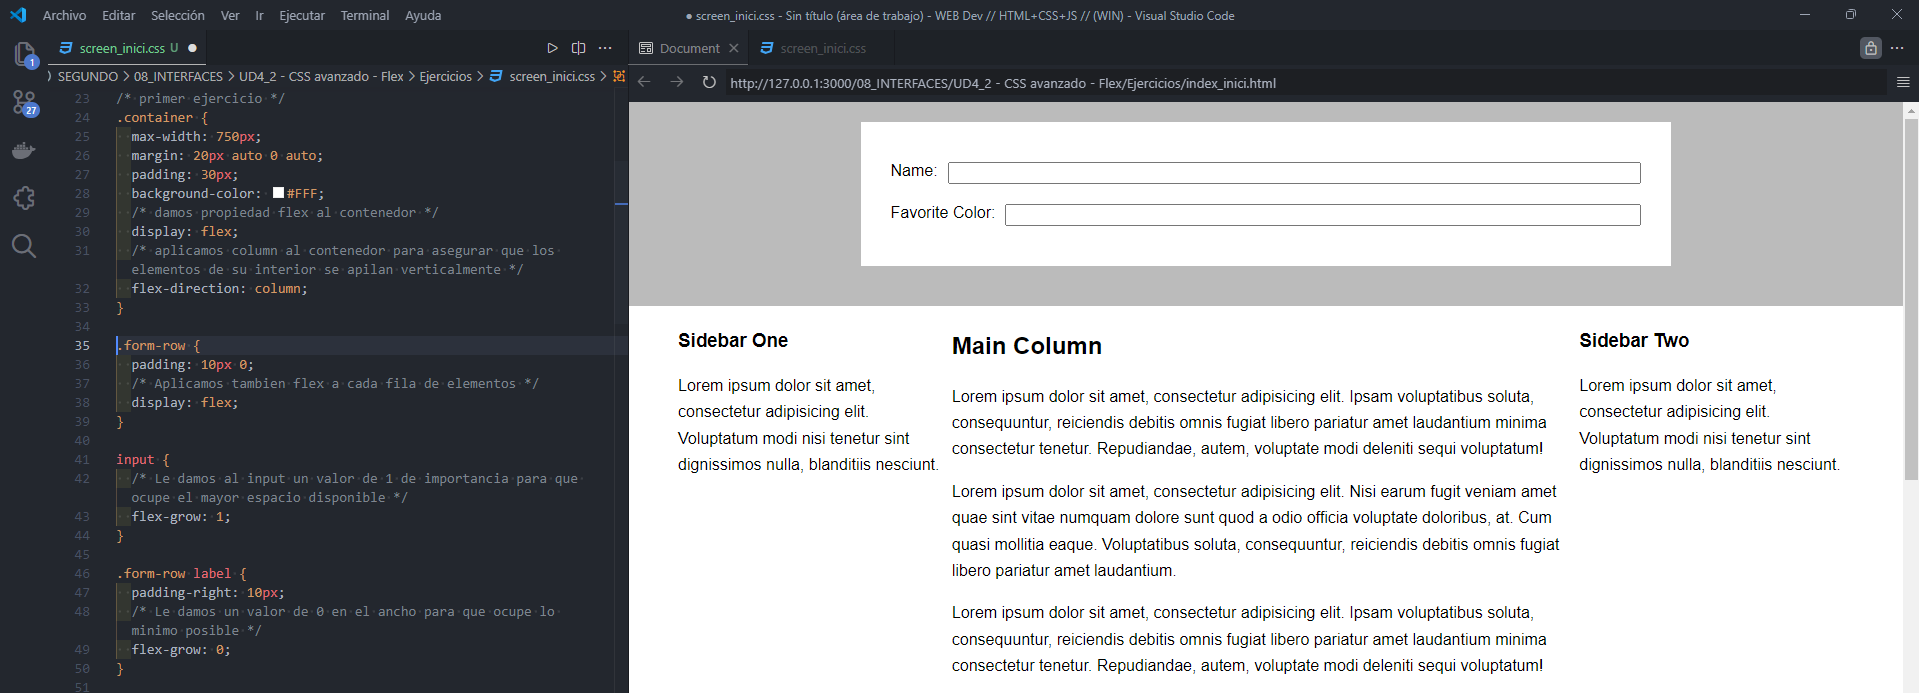 Archivo Editar Selección Ver Ir Ejecutar Terminal Ayuda
● screen_inici.css - Sin título (área de trabajo) - WEB Dev // HTML+CSS+JS // (WIN) - Visual Studio Code
screen_inici.css U ●
SEGUNDO > 08_INTERFACES > UD4_2 - CSS avanzado - Flex > Ejercicios > screen_inici.css >
1
27
23 /* primer ejercicio */
24 .container {
25 max-width: 750px;
26 margin: 20px auto 0 auto;
27 padding: 30px;
28 background-color: #FFF;
29 /* damos propiedad flex al contenedor */
30 display: flex;
31 /* aplicamos column al contenedor para asegurar que los
elementos de su interior se apilan verticalmente */
32 flex-direction: column;
33 }
34
35 .form-row {
36 padding: 10px 0;
37 /* Aplicamos tambien flex a cada fila de elementos */
38 display: flex;
39 }
40
41 input {
42 /* Le damos al input un valor de 1 de importancia para que
ocupe el mayor espacio disponible */
43 flex-grow: 1;
44 }
45
46 .form-row label {
47 padding-right: 10px;
48 /* Le damos un valor de 0 en el ancho para que ocupe lo
minimo posible */
49 flex-grow: 0;
50 }
51
Document screen_inici.css
http://127.0.0.1:3000/08_INTERFACES/UD4_2 - CSS avanzado - Flex/Ejercicios/index_inici.html
Name:
Favorite Color:
Sidebar One
Lorem ipsum dolor sit amet,
consectetur adipisicing elit.
Voluptatum modi nisi tenetur sint
dignissimos nulla, blanditiis nesciunt.
Main Column
Lorem ipsum dolor sit amet, consectetur adipisicing elit. Ipsam voluptatibus soluta,
consequuntur, reiciendis debitis omnis fugiat libero pariatur amet laudantium minima
consectetur tenetur. Repudiandae, autem, voluptate modi deleniti sequi voluptatum!
Lorem ipsum dolor sit amet, consectetur adipisicing elit. Nisi earum fugit veniam amet
quae sint vitae numquam dolore sunt quod a odio officia voluptate doloribus, at. Cum
quasi mollitia eaque. Voluptatibus soluta, consequuntur, reiciendis debitis omnis fugiat
libero pariatur amet laudantium.
Lorem ipsum dolor sit amet, consectetur adipisicing elit. Ipsam voluptatibus soluta,
consequuntur, reiciendis debitis omnis fugiat libero pariatur amet laudantium minima
consectetur tenetur. Repudiandae, autem, voluptate modi deleniti sequi voluptatum!
Sidebar Two
Lorem ipsum dolor sit amet,
consectetur adipisicing elit.
Voluptatum modi nisi tenetur sint
dignissimos nulla, blanditiis nesciunt.